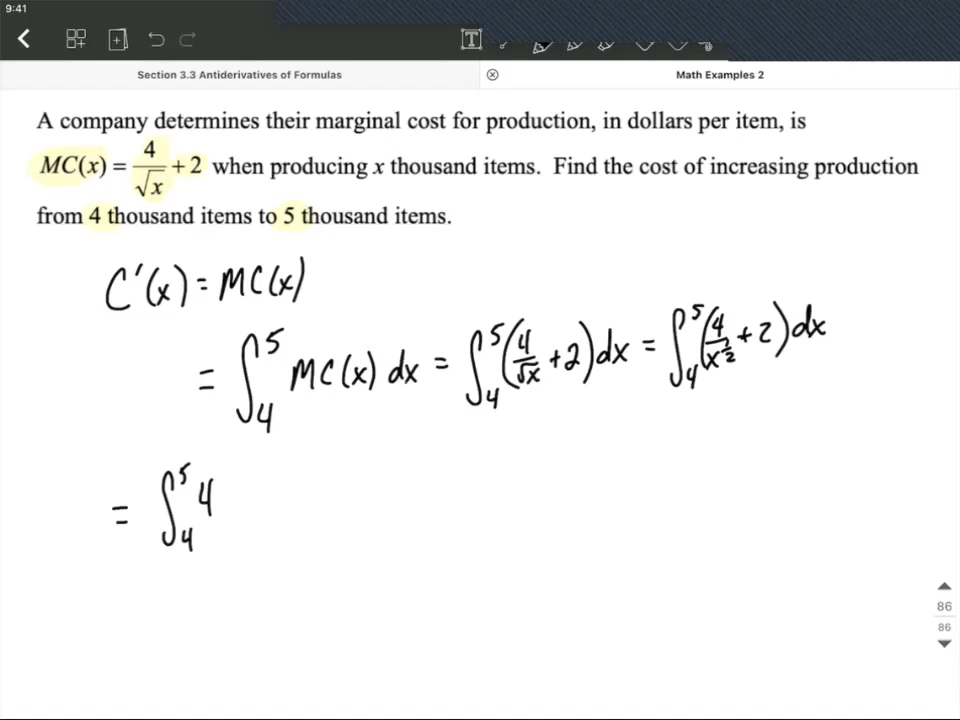 9:41
Section 3.3 Antiderivatives of Formulas
Math Examples 2
A company determines their marginal cost for production, in dollars per item, is
MC(x) = 4/√x + 2 when producing x thousand items. Find the cost of increasing production
from 4 thousand items to 5 thousand items.
C'(x) = MC(x)
= ∫₄⁵ MC(x) dx = ∫₄⁵ (4/√x + 2) dx = ∫₄⁵ (4/x^½ + 2) dx
= ∫₄⁵ 4
86
86